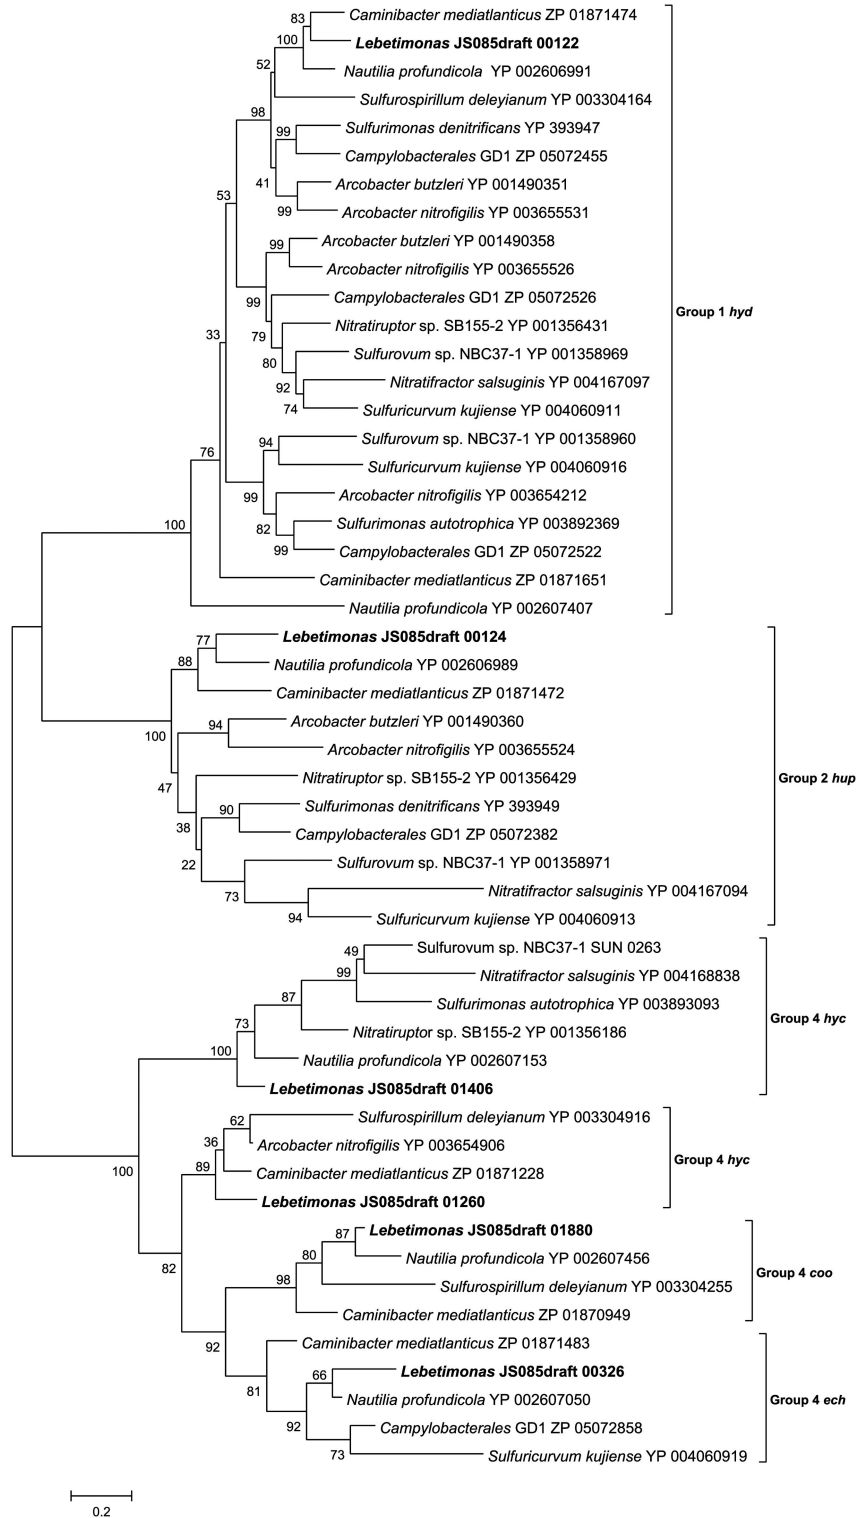 83
Caminibacter mediatlanticus ZP 01871474
100
Lebetimonas JS085draft 00122
52
Nautilia profundicola YP 002606991
Sulfurospirillum deleyianum YP 003304164
98
99
Sulfurimonas denitrificans YP 393947
Campylobacterales GD1 ZP 05072455
41
Arcobacter butzleri YP 001490351
53
99
Arcobacter nitrofigilis YP 003655531
99
Arcobacter butzleri YP 001490358
Arcobacter nitrofigilis YP 003655526
99
Campylobacterales GD1 ZP 05072526
Group 1 hyd
33
79
Nitratiruptor sp. SB155-2 YP 001356431
80
Sulfurovum sp. NBC37-1 YP 001358969
92
Nitratifractor salsuginis YP 004167097
74
Sulfuricurvum kujiense YP 004060911
76
94
Sulfurovum sp. NBC37-1 YP 001358960
Sulfuricurvum kujiense YP 004060916
99
Arcobacter nitrofigilis YP 003654212
100
82
Sulfurimonas autotrophica YP 003892369
99
Campylobacterales GD1 ZP 05072522
Caminibacter mediatlanticus ZP 01871651
Nautilia profundicola YP 002607407
77
Lebetimonas JS085draft 00124
88
Nautilia profundicola YP 002606989
Caminibacter mediatlanticus ZP 01871472
100
94
Arcobacter butzleri YP 001490360
Arcobacter nitrofigilis YP 003655524
47
Nitratiruptor sp. SB155-2 YP 001356429
Group 2 hup
38
90
Sulfurimonas denitrificans YP 393949
Campylobacterales GD1 ZP 05072382
22
Sulfurovum sp. NBC37-1 YP 001358971
73
Nitratifractor salsuginis YP 004167094
94
Sulfuricurvum kujiense YP 004060913
49
Sulfurovum sp. NBC37-1 SUN 0263
99
Nitratifractor salsuginis YP 004168838
87
Sulfurimonas autotrophica YP 003893093
Group 4 hyc
73
Nitratiruptor sp. SB155-2 YP 001356186
100
Nautilia profundicola YP 002607153
Lebetimonas JS085draft 01406
62
Sulfurospirillum deleyianum YP 003304916
36
Arcobacter nitrofigilis YP 003654906
Group 4 hyc
100
89
Caminibacter mediatlanticus ZP 01871228
Lebetimonas JS085draft 01260
87
Lebetimonas JS085draft 01880
80
Nautilia profundicola YP 002607456
82
98
Sulfurospirillum deleyianum YP 003304255
Group 4 coo
Caminibacter mediatlanticus ZP 01870949
92
Caminibacter mediatlanticus ZP 01871483
66
Lebetimonas JS085draft 00326
81
Nautilia profundicola YP 002607050
Group 4 ech
92
Campylobacterales GD1 ZP 05072858
73
Sulfuricurvum kujiense YP 004060919
0.2